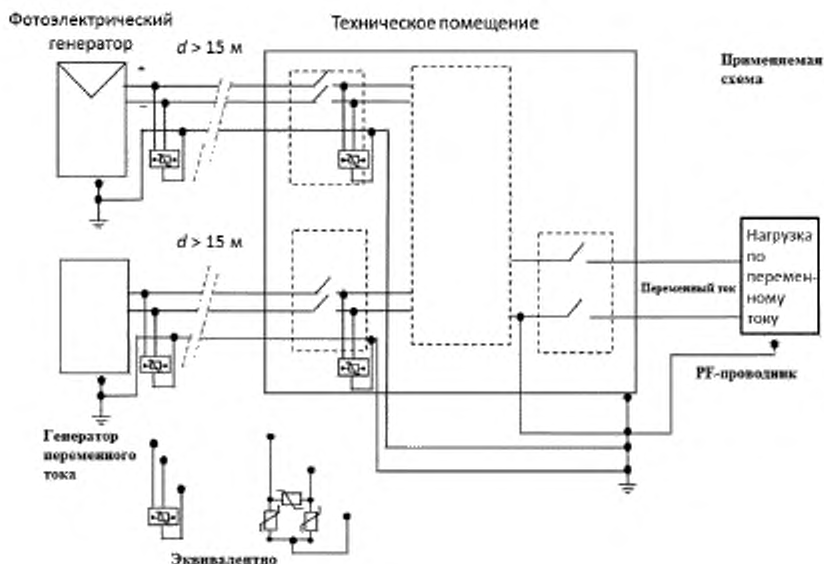 Фотоэлектрический
генератор
Техническое помещение
Применяемая
схема
d > 15 м
+
−
d > 15 м
Нагрузка
по
перемен-
ному
току
Переменный ток
PF-проводник
Генератор
переменного
тока
Эквивалентно